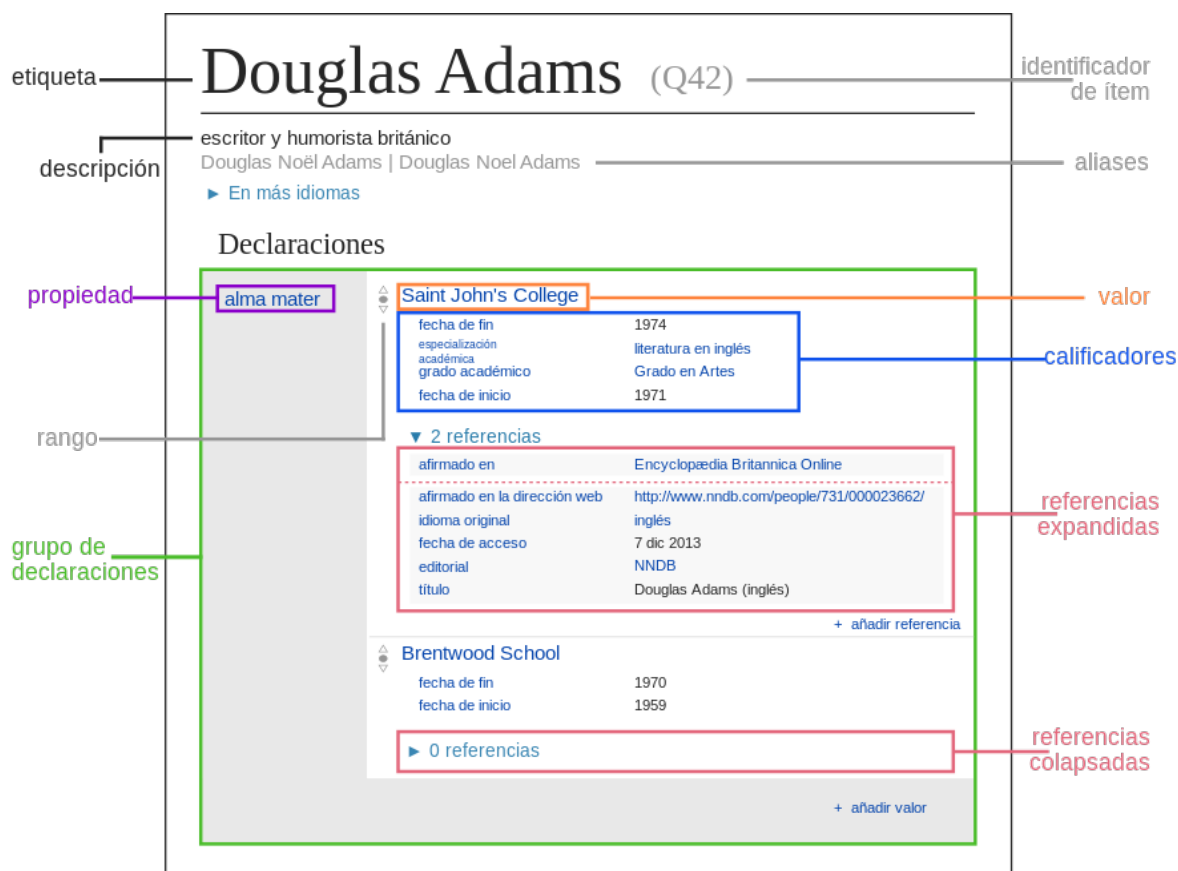 etiqueta
Douglas Adams (Q42)
identificador
de ítem
descripción
escritor y humorista británico
Douglas Noël Adams | Douglas Noel Adams
aliases
► En más idiomas
Declaraciones
propiedad
alma mater
Saint John's College
valor
fecha de fin 1974
especialización
académica
literatura en inglés
grado académico Grado en Artes
fecha de inicio 1971
calificadores
rango
▼ 2 referencias
afirmado en Encyclopædia Britannica Online
afirmado en la dirección web http://www.nndb.com/people/731/000023662/
idioma original inglés
fecha de acceso 7 dic 2013
editorial NNDB
título Douglas Adams (inglés)
referencias
expandidas
grupo de
declaraciones
+ añadir referencia
Brentwood School
fecha de fin 1970
fecha de inicio 1959
► 0 referencias
referencias
colapsadas
+ añadir valor